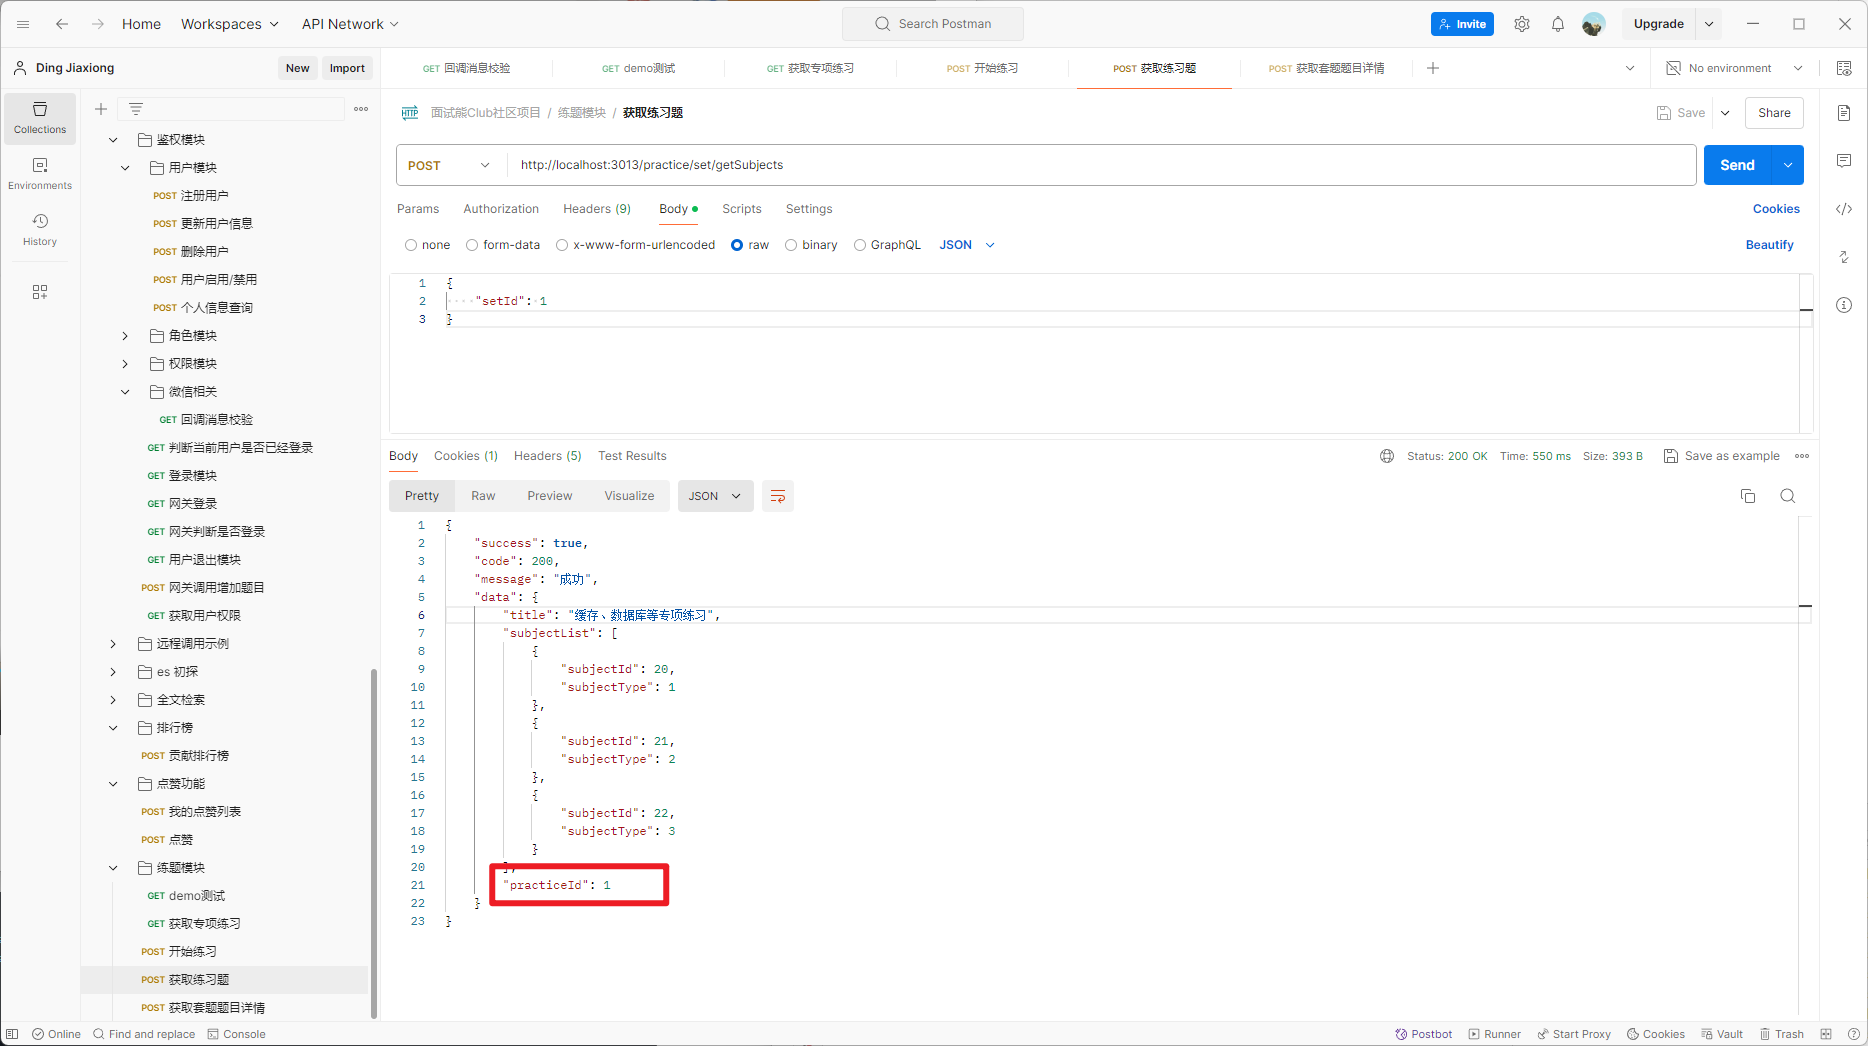 Home Workspaces API Network Search Postman Invite Upgrade
Ding Jiaxiong New Import
GET 回调消息校验 GET demo测试 GET 获取专项练习 POST 开始练习 POST 获取练习题 POST 获取套题题目详情 No environment
Collections
Environments
History
鉴权模块
用户模块
POST 注册用户
POST 更新用户信息
POST 删除用户
POST 用户启用/禁用
POST 个人信息查询
角色模块
权限模块
微信相关
GET 回调消息校验
GET 判断当前用户是否已经登录
GET 登录模块
GET 网关登录
GET 网关判断是否登录
GET 用户退出模块
POST 网关调用增加题目
GET 获取用户权限
远程调用示例
es 初探
全文检索
排行榜
POST 贡献排行榜
点赞功能
POST 我的点赞列表
POST 点赞
练题模块
GET demo测试
GET 获取专项练习
POST 开始练习
POST 获取练习题
POST 获取套题题目详情
HTTP 面试熊Club社区项目 / 练题模块 / 获取练习题 Save Share
POST http://localhost:3013/practice/set/getSubjects Send
Params Authorization Headers (9) Body Scripts Settings Cookies
none form-data x-www-form-urlencoded raw binary GraphQL JSON Beautify
1 {
2 "setId": 1
3 }
Body Cookies (1) Headers (5) Test Results Status: 200 OK Time: 550 ms Size: 393 B Save as example
Pretty Raw Preview Visualize JSON
1 {
2 "success": true,
3 "code": 200,
4 "message": "成功",
5 "data": {
6 "title": "缓存、数据库等专项练习",
7 "subjectList": [
8 {
9 "subjectId": 20,
10 "subjectType": 1
11 },
12 {
13 "subjectId": 21,
14 "subjectType": 2
15 },
16 {
17 "subjectId": 22,
18 "subjectType": 3
19 }
20 ],
21 "practiceId": 1
22 }
23 }
Online Find and replace Console Postbot Runner Start Proxy Cookies Vault Trash